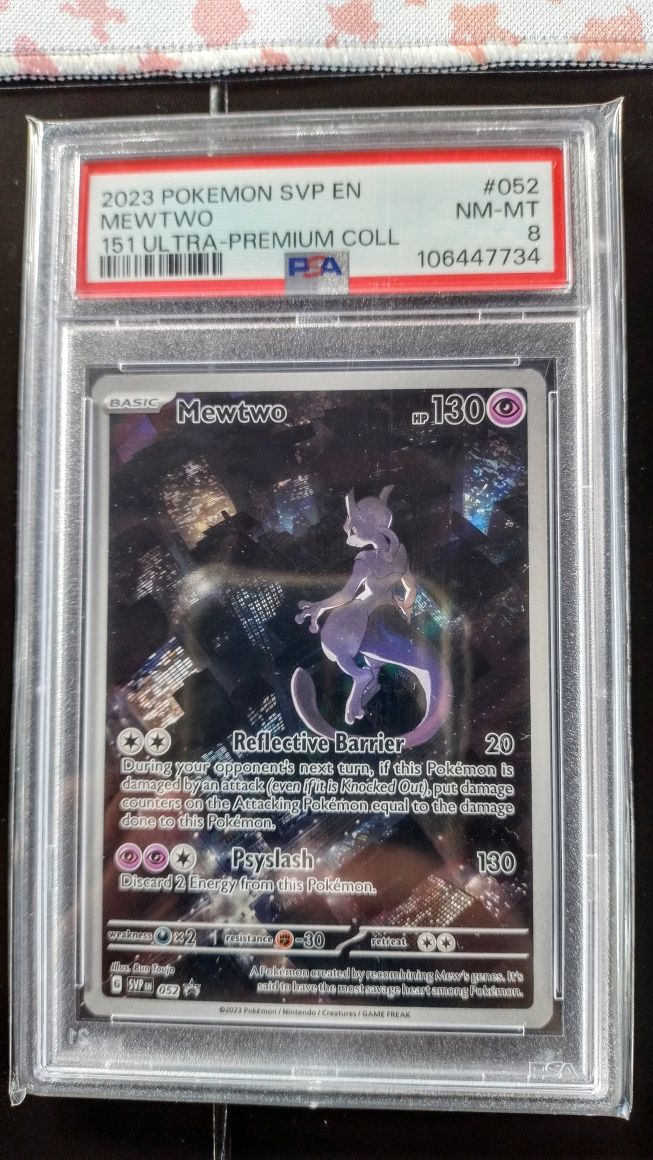 2023 POKEMON SVP EN #052
MEWTWO NM-MT
151 ULTRA-PREMIUM COLL 8
PSA 106447734
BASIC Mewtwo HP 130
Reflective Barrier 20
During your opponent's next turn, if this Pokémon is
damaged by an attack (even if it is Knocked Out), put damage
counters on the Attacking Pokémon equal to the damage
done to this Pokémon.
Psyslash 130
Discard 2 Energy from this Pokémon.
weakness ×2 resistance -30 retreat
Illus. Bun Toujo
A Pokémon created by recombining Mew's genes. It's
said to have the most savage heart among Pokémon.
G SVP EN 052
©2023 Pokémon / Nintendo / Creatures / GAME FREAK
PSA